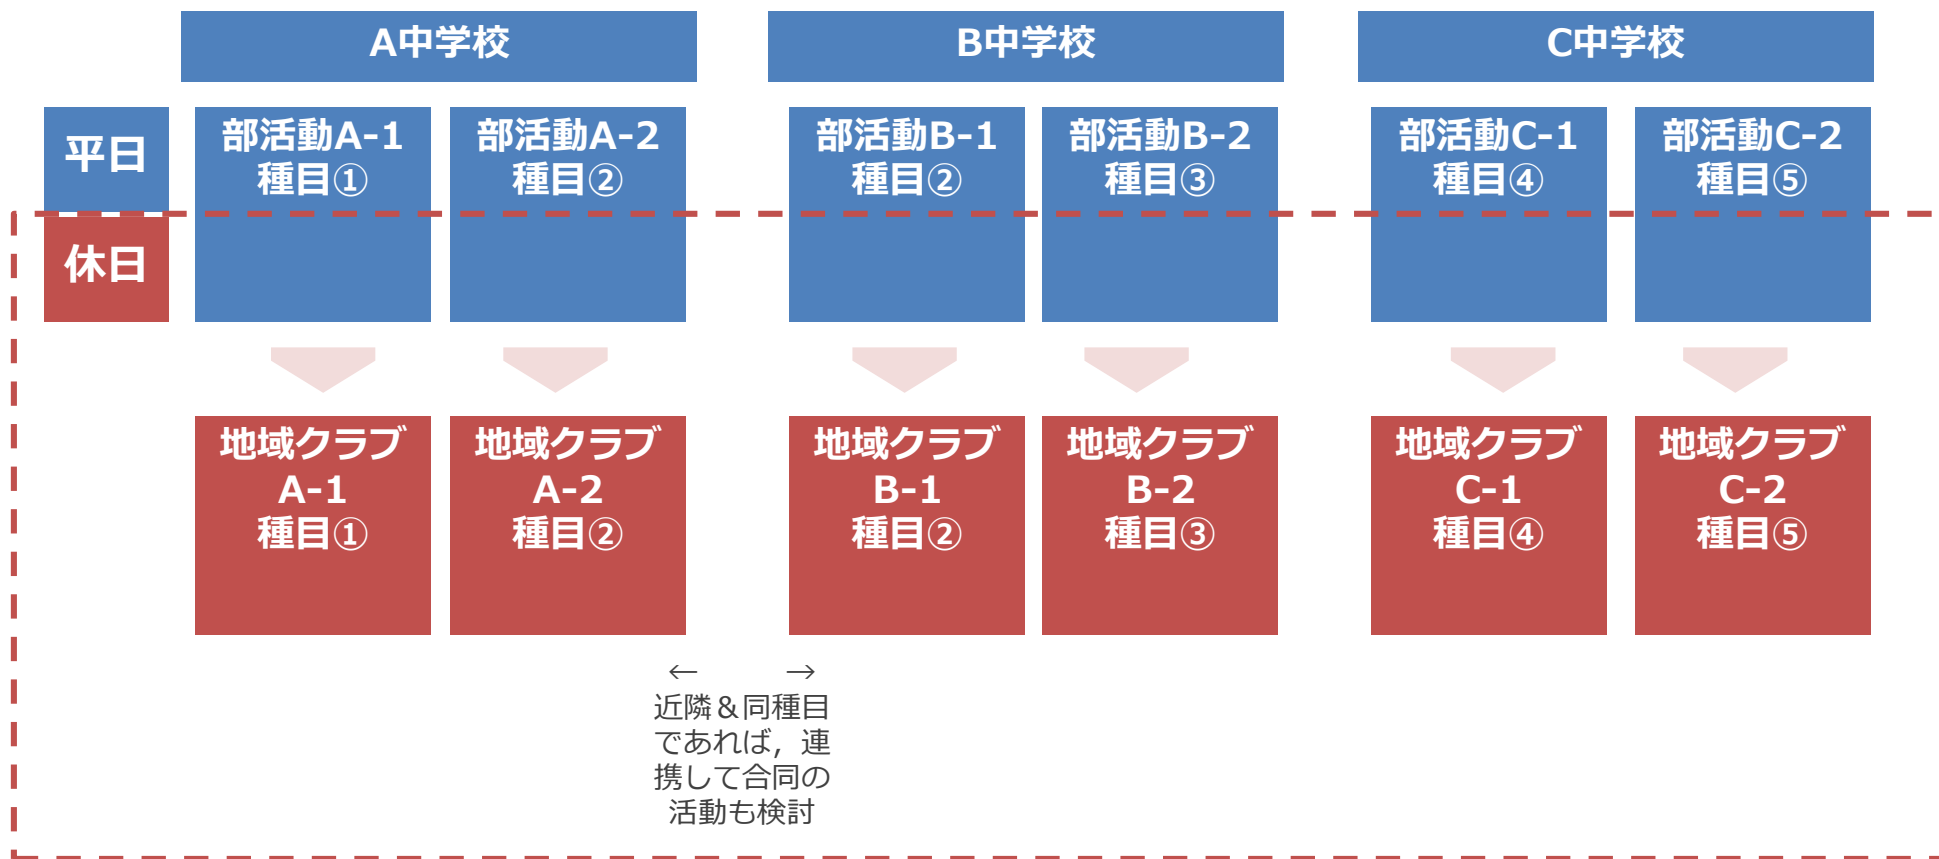 A中学校
B中学校
C中学校
平日
部活動A-1
種目①
部活動A-2
種目②
部活動B-1
種目②
部活動B-2
種目③
部活動C-1
種目④
部活動C-2
種目⑤
休日
地域クラブ
A-1
種目①
地域クラブ
A-2
種目②
地域クラブ
B-1
種目②
地域クラブ
B-2
種目③
地域クラブ
C-1
種目④
地域クラブ
C-2
種目⑤
← →
近隣＆同種目
であれば，連
携して合同の
活動も検討